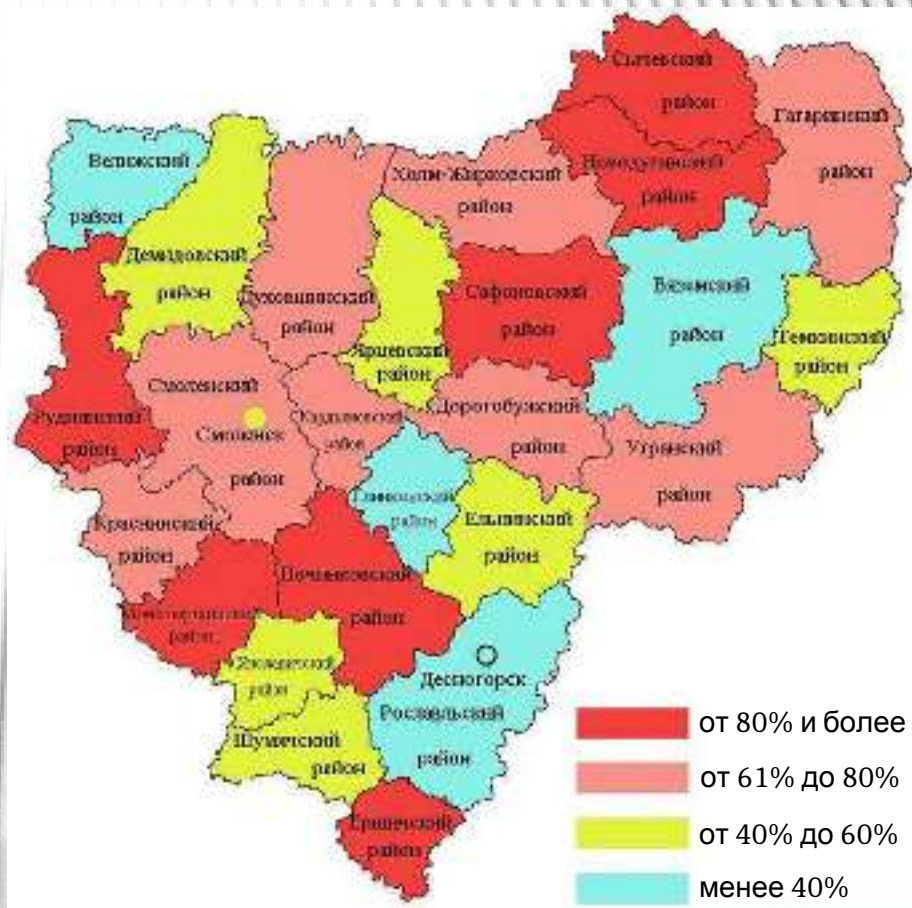 Сычевский
район
Гагаринский
район
Новодугинский
район
Холм-Жирковский
район
Велижский
район
Демидовский
район
Духовщинский
район
Сафоновский
район
Вяземский
район
Темкинский
район
Ярцевский
район
Смоленский
Смоленск
район
Кардымовский
район
Дорогобужский
район
Угранский
район
Руднянский
район
Глинковский
район
Ельнинский
район
Краснинский
район
Починковский
район
район
район
Шумячский
район
Десногорск
Рославльский
район
Ершичский
район
от 80% и более
от 61% до 80%
от 40% до 60%
менее 40%